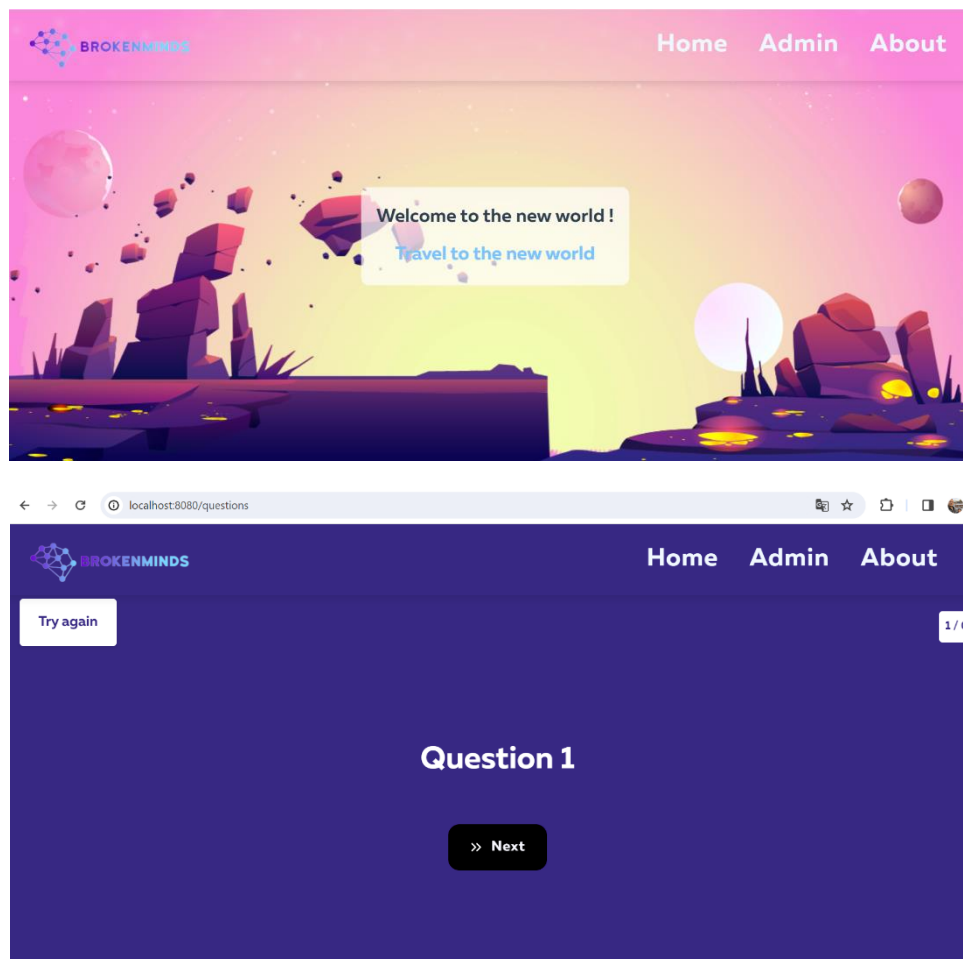 BROKENMINDS Home Admin About
Welcome to the new world !
Travel to the new world
localhost:8080/questions
BROKENMINDS Home Admin About
Try again
1 /
Question 1
Next